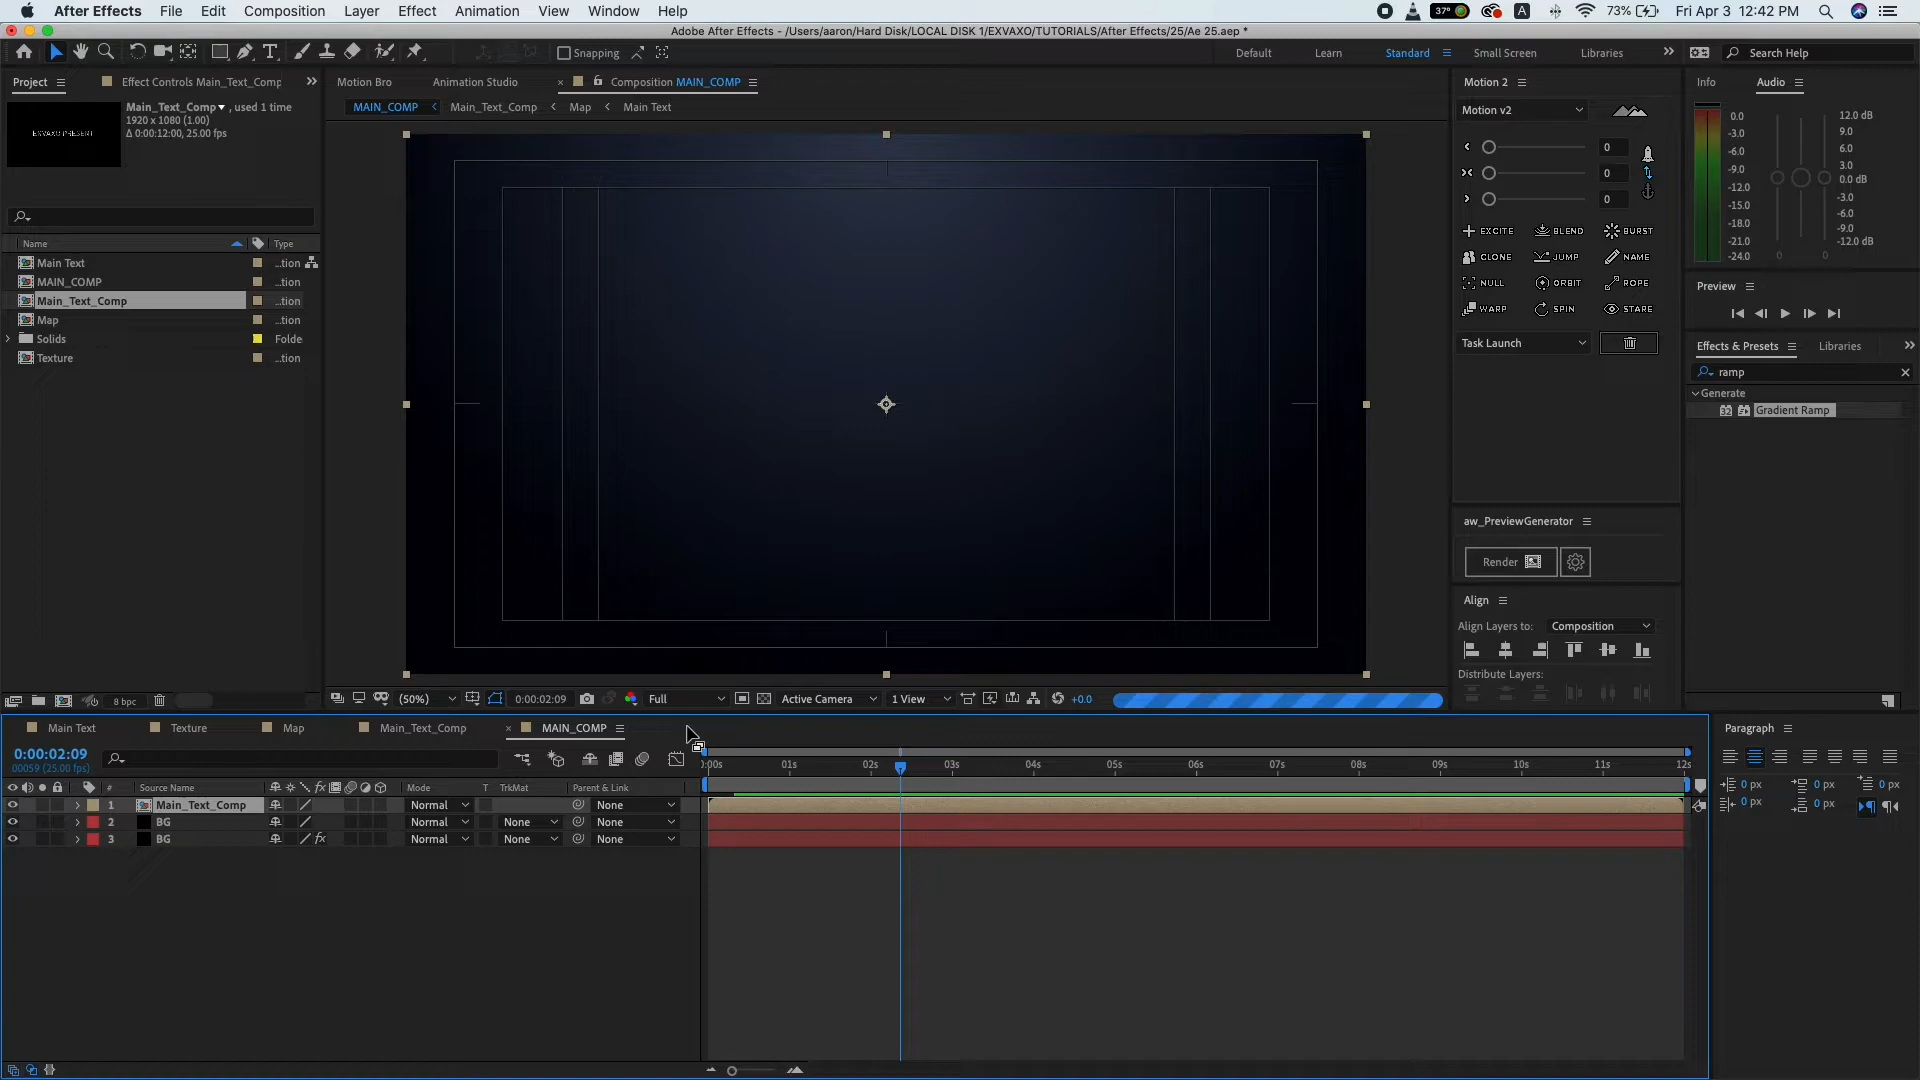 After Effects File Edit Composition Layer Effect Animation View Window Help 37° A 73% Fri Apr 3 12:42 PM
Adobe After Effects - /Users/aaron/Hard Disk/LOCAL DISK 1/EXVAXO/TUTORIALS/After Effects/25/Ae 25.aep *
Snapping Default Learn Standard Small Screen Libraries Search Help
Project Effect Controls Main_Text_Comp Motion Bro Animation Studio Composition MAIN_COMP Motion 2 Info Audio
Main_Text_Comp , used 1 time
1920 x 1080 (1.00)
Δ 0:00:12:00, 25.00 fps
EXVAXO PRESENT
MAIN_COMP Main_Text_Comp Map Main Text
Motion v2
0
0
0
EXCITE BLEND BURST
CLONE JUMP NAME
NULL ORBIT ROPE
WARP SPIN STARE
Task Launch
0.0
-3.0
-6.0
-9.0
-12.0
-15.0
-18.0
-21.0
-24.0
12.0 dB
9.0
6.0
3.0
0.0 dB
-3.0
-6.0
-9.0
-12.0 dB
0 0
Name Type
Main Text ...tion
MAIN_COMP ...tion
Main_Text_Comp ...tion
Map ...tion
Solids Folde
Texture ...tion
Preview
Effects & Presets Libraries
ramp
Generate
32 Gradient Ramp
aw_PreviewGenerator
Render
Align
Align Layers to: Composition
Distribute Layers:
8 bpc (50%) 0:00:02:09 Full Active Camera 1 View +0.0
Main Text Texture Map Main_Text_Comp MAIN_COMP
0:00:02:09
00059 (25.00 fps)
:00s 01s 02s 03s 04s 05s 06s 07s 08s 09s 10s 11s 12s
# Source Name Mode T TrkMat Parent & Link
1 Main_Text_Comp Normal None
2 BG Normal None None
3 BG fx Normal None None
Paragraph
0 px 0 px 0 px
0 px 0 px